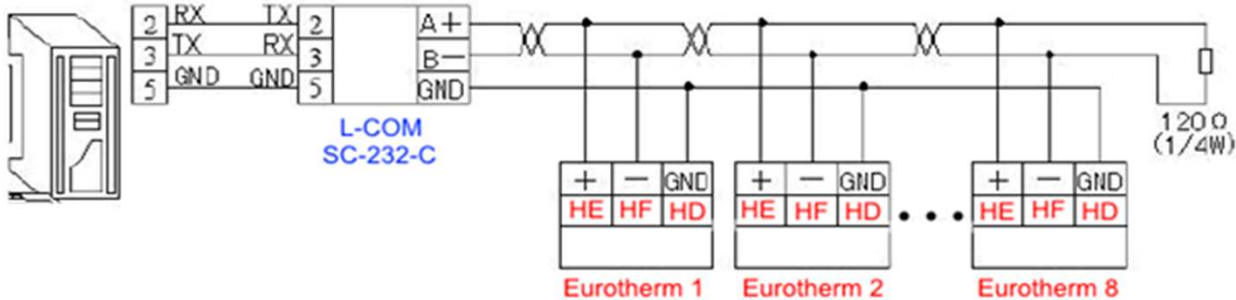 2 RX TX 2 A+
3 TX RX 3 B−
5 GND GND 5 GND
L-COM
SC-232-C
120Ω
(1/4W)
+ − GND + − GND + − GND
HE HF HD HE HF HD • • • HE HF HD
Eurotherm 1 Eurotherm 2 Eurotherm 8